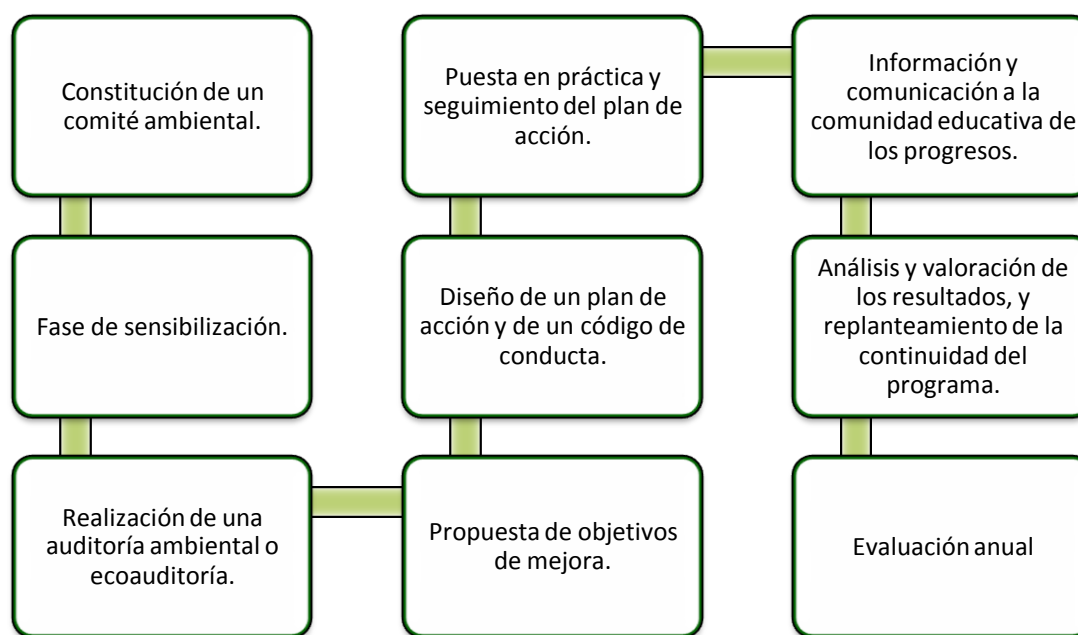 Constitución de un
comité ambiental.
Fase de sensibilización.
Realización de una
auditoría ambiental o
ecoauditoría.
Propuesta de objetivos
de mejora.
Diseño de un plan de
acción y de un código de
conducta.
Puesta en práctica y
seguimiento del plan de
acción.
Información y
comunicación a la
comunidad educativa de
los progresos.
Análisis y valoración de
los resultados, y
replanteamiento de la
continuidad del
programa.
Evaluación anual